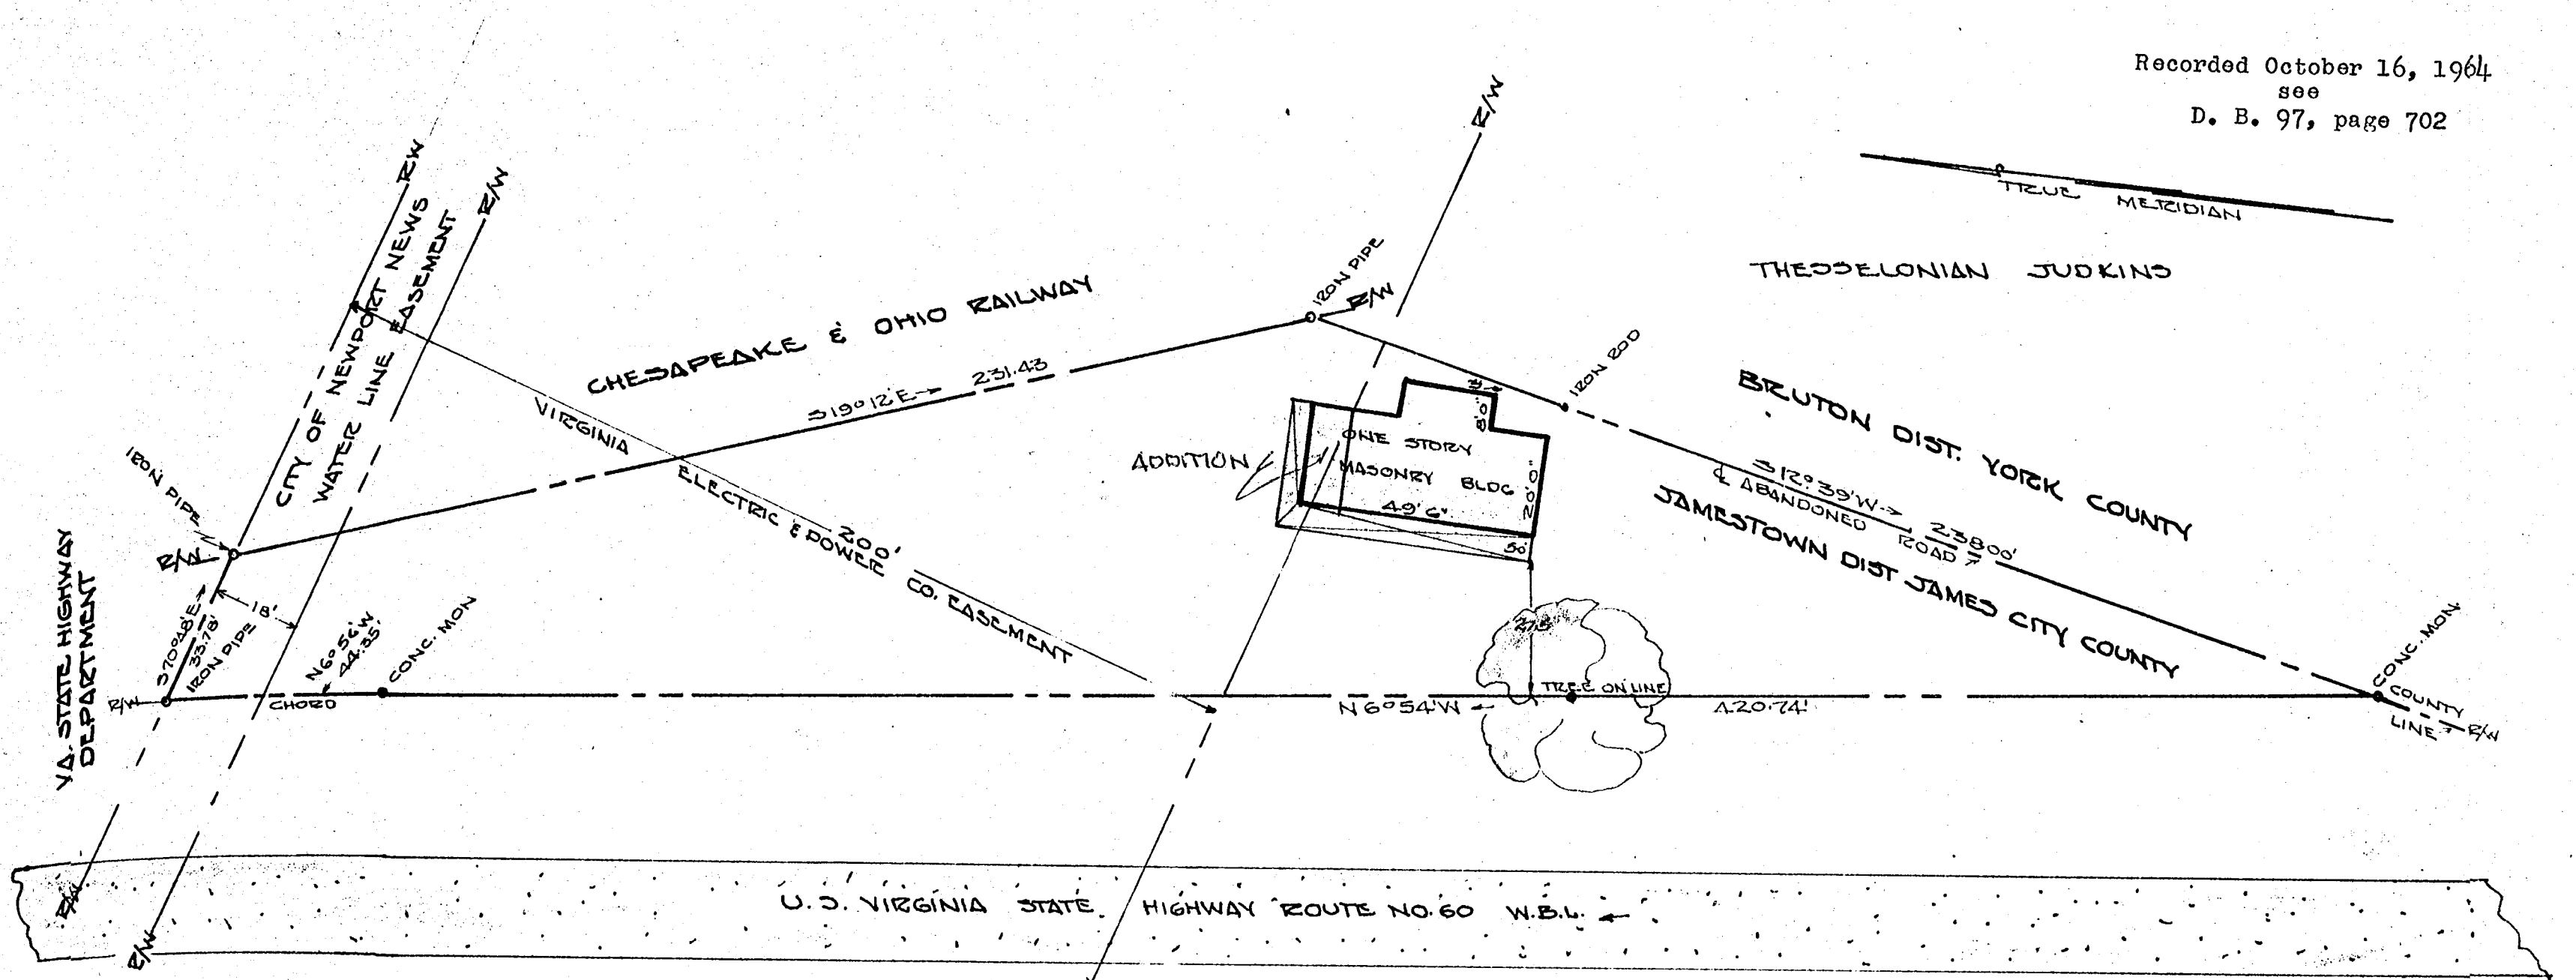 Recorded October 16, 1964
see
D. B. 97, page 702
TRUE MERIDIAN
THESSELONIAN JUDKINS
R/W
RW
R/W
CITY OF NEWPORT NEWS
WATER LINE EASEMENT
CHESAPEAKE & OHIO RAILWAY
S19°12'E
231.43
IRON PIPE
R/W
IRON ROD
VIRGINIA
ELECTRIC & POWER CO. EASEMENT
200'
ADDITION
ONE STORY
MASONRY BLDG
49'6"
20'0"
8'0"
50'
BRUTON DIST. YORK COUNTY
S12°39'W
238.00'
℄ ABANDONED
ROAD
JAMESTOWN DIST JAMES CITY COUNTY
IRON PIPE
R/W
VA. STATE HIGHWAY
DEPARTMENT
S70°48'E
33.78'
IRON PIPE
18'
N6°56'W
44.35'
CONC. MON
R/W
CHORD
27.5
TREE ON LINE
N6°54'W
420.74'
CONC. MON
COUNTY
LINE
R/W
U.S. VIRGINIA STATE HIGHWAY ROUTE NO. 60 W.B.L.
R/W
R/W